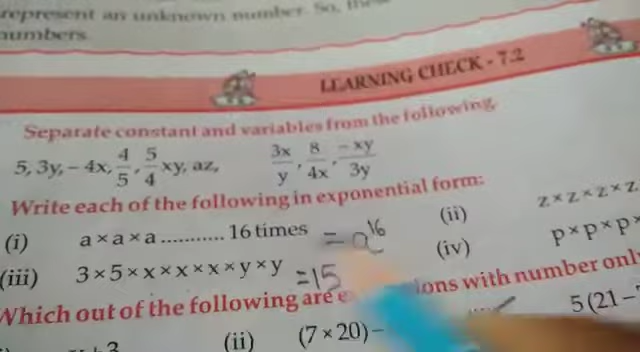 represent an unknown number. So,
numbers.
LEARNING CHECK - 7.2
Separate constant and variables from the following.
5, 3y, - 4x, 4/5, 5/4 xy, az, 3x/y, 8/4x, -xy/3y
Write each of the following in exponential form:
(i) a × a × a ........... 16 times = a¹⁶ (ii) z × z × z × z
(iii) 3 × 5 × x × x × x × y × y = 15 (iv) p × p × p ×
Which out of the following are with number only
(ii) (7 × 20) – 5 (21 –